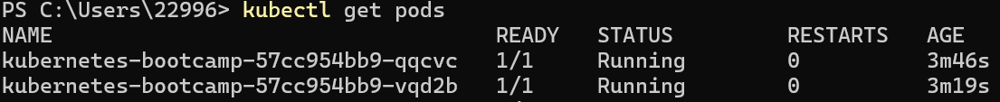 PS C:\Users\22996> kubectl get pods
NAME                                   READY   STATUS    RESTARTS   AGE
kubernetes-bootcamp-57cc954bb9-qqcvc   1/1     Running   0          3m46s
kubernetes-bootcamp-57cc954bb9-vqd2b   1/1     Running   0          3m19s